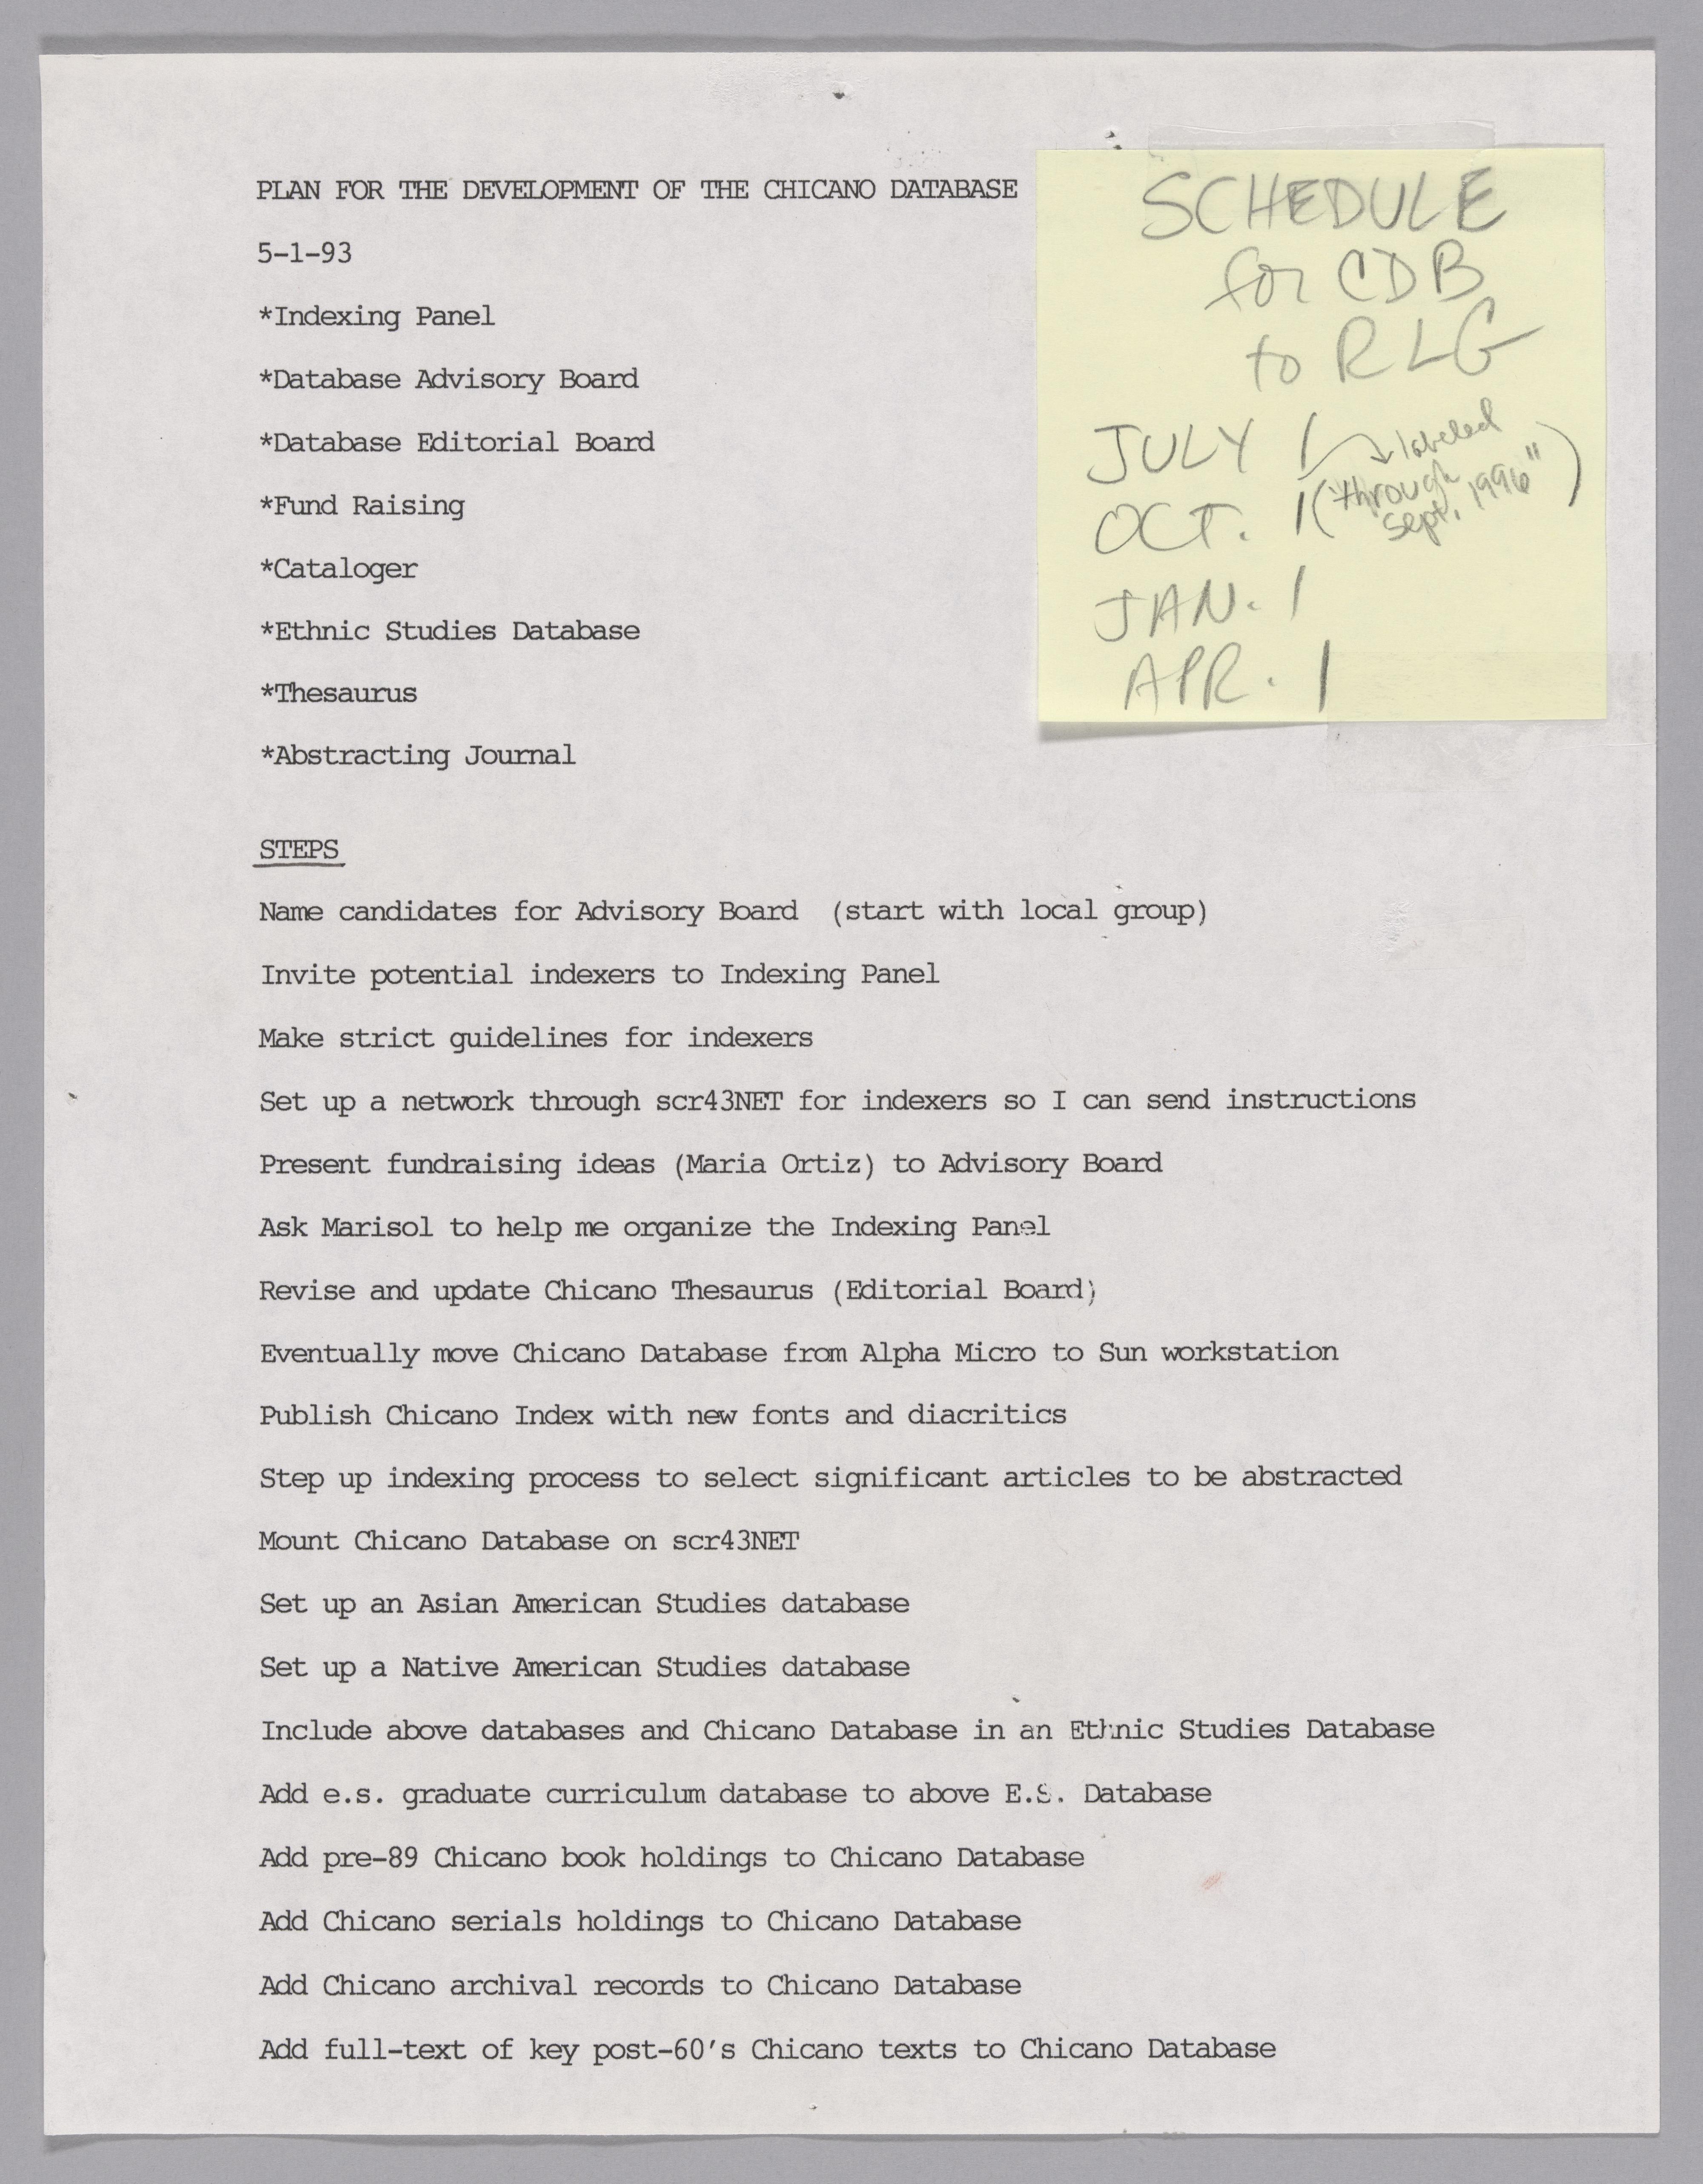 PLAN FOR THE DEVELOPMENT OF THE CHICANO DATABASE
5-1-93
*Indexing Panel
*Database Advisory Board
*Database Editorial Board
*Fund Raising
*Cataloger
*Ethnic Studies Database
*Thesaurus
*Abstracting Journal
SCHEDULE
for CDB
to RLG
JULY 1
OCT. 1 (labeled
"through
Sept. 1996")
JAN. 1
APR. 1
STEPS
Name candidates for Advisory Board (start with local group)
Invite potential indexers to Indexing Panel
Make strict guidelines for indexers
Set up a network through scr43NET for indexers so I can send instructions
Present fundraising ideas (Maria Ortiz) to Advisory Board
Ask Marisol to help me organize the Indexing Panel
Revise and update Chicano Thesaurus (Editorial Board)
Eventually move Chicano Database from Alpha Micro to Sun workstation
Publish Chicano Index with new fonts and diacritics
Step up indexing process to select significant articles to be abstracted
Mount Chicano Database on scr43NET
Set up an Asian American Studies database
Set up a Native American Studies database
Include above databases and Chicano Database in an Ethnic Studies Database
Add e.s. graduate curriculum database to above E.S. Database
Add pre-89 Chicano book holdings to Chicano Database
Add Chicano serials holdings to Chicano Database
Add Chicano archival records to Chicano Database
Add full-text of key post-60's Chicano texts to Chicano Database